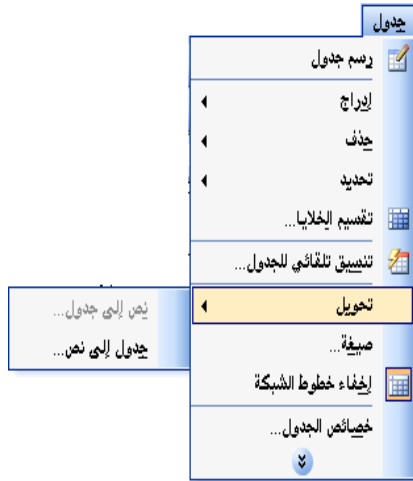 جدول
رسم جدول
إدراج
حذف
تحديد
تقسيم الخلايا...
تنسيق تلقائي للجدول...
تحويل
نص إلى جدول...
جدول إلى نص...
صيغة...
إخفاء خطوط الشبكة
خصائص الجدول...